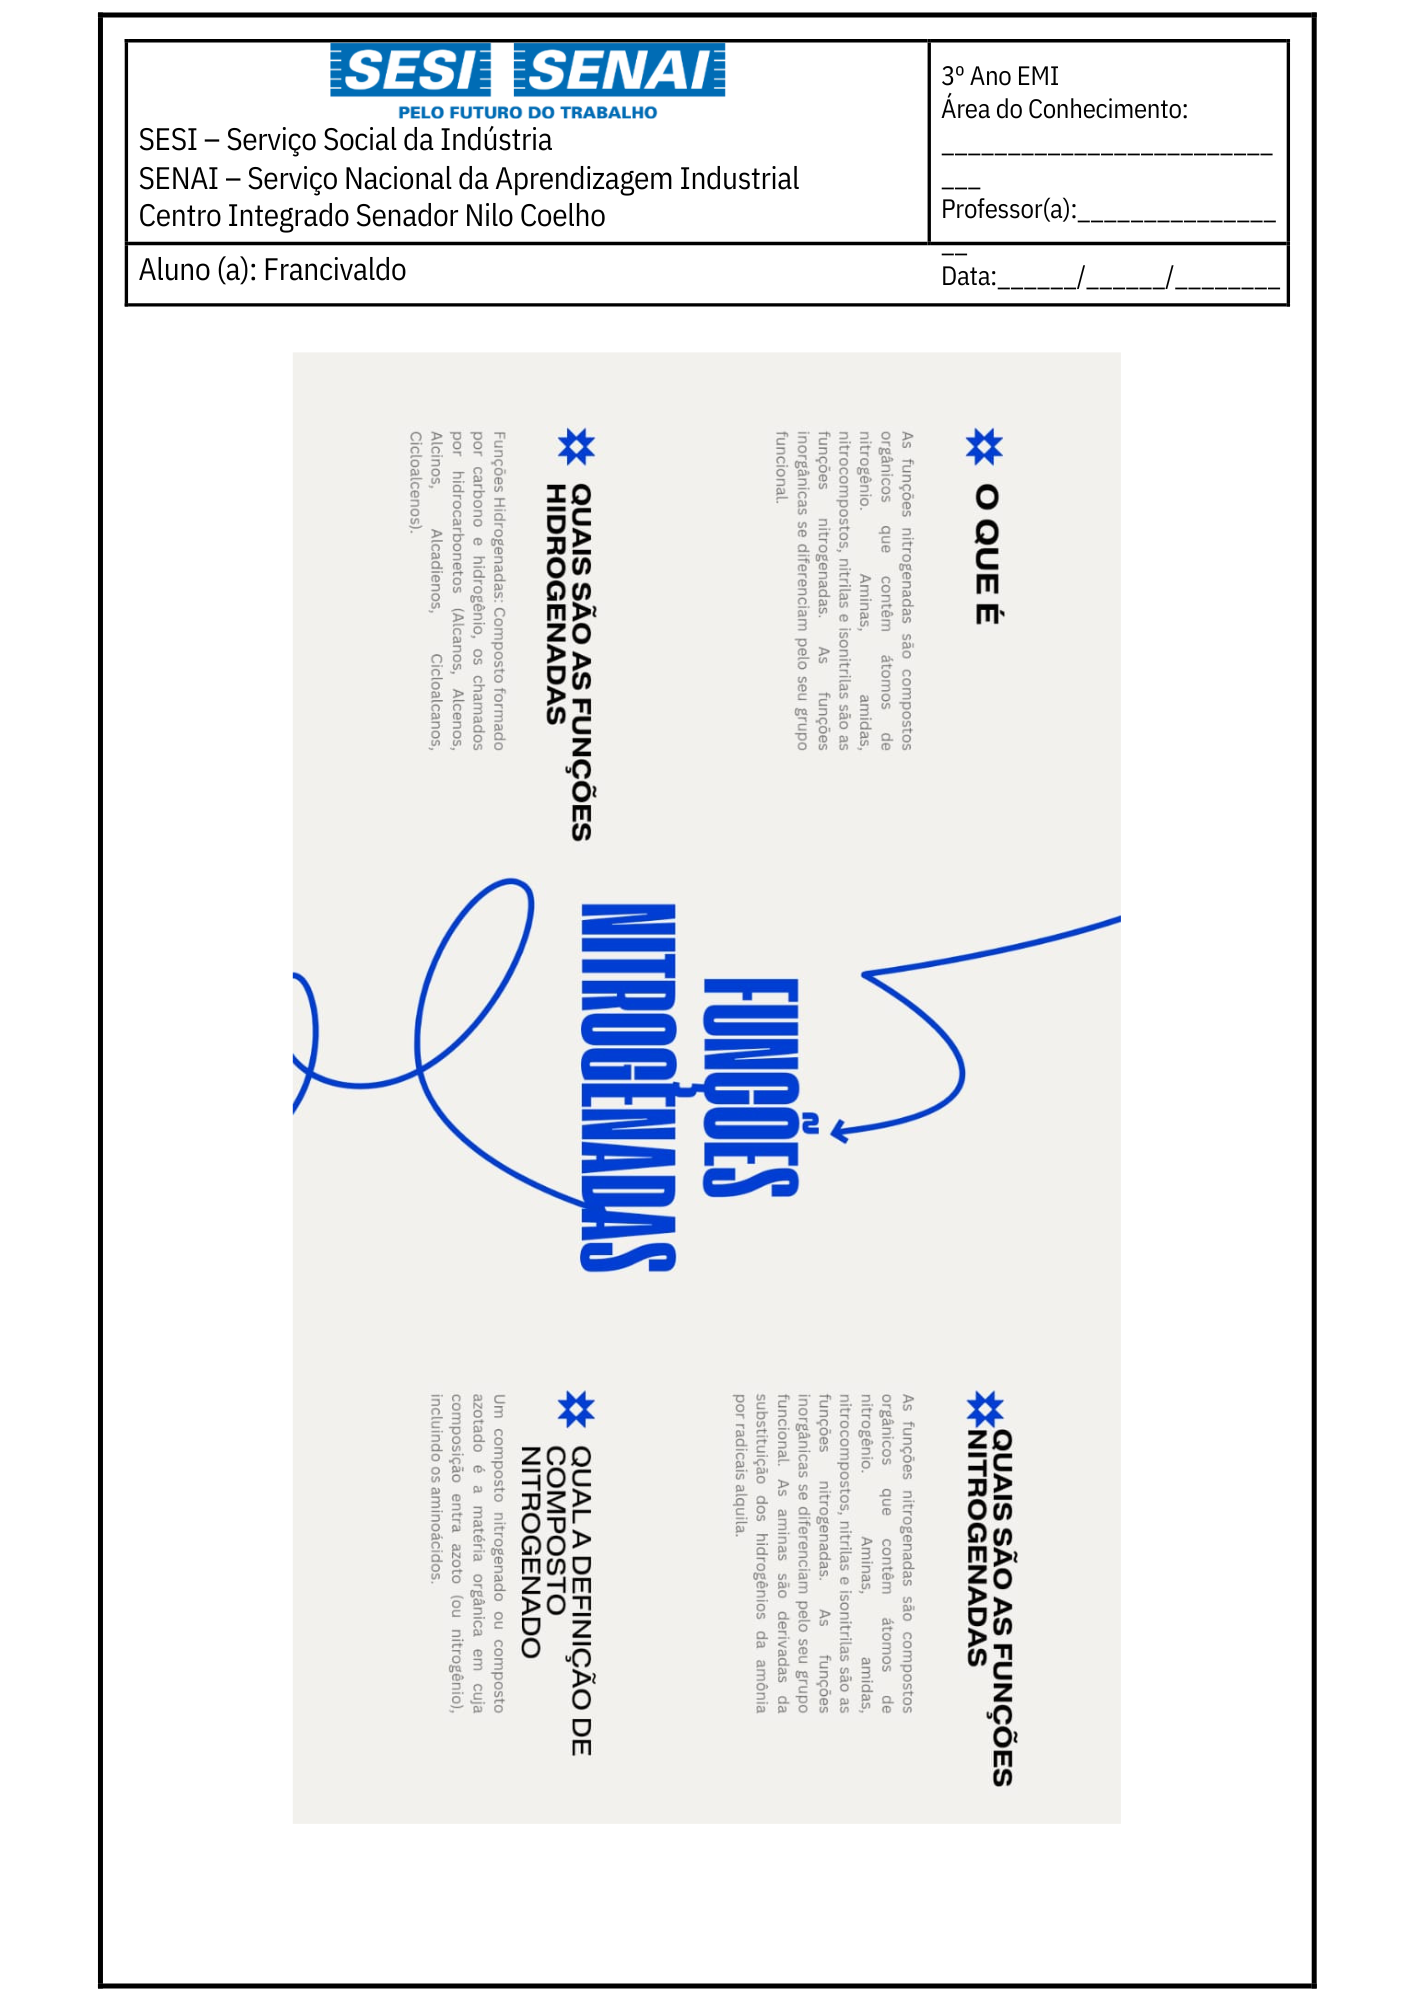 SESI SENAI
PELO FUTURO DO TRABALHO
SESI – Serviço Social da Indústria
SENAI – Serviço Nacional da Aprendizagem Industrial
Centro Integrado Senador Nilo Coelho
3º Ano EMI
Área do Conhecimento:
_________________________
___
Professor(a):_______________
__
Data:______/______/________
Aluno (a): Francivaldo
O QUE É
As funções nitrogenadas são compostos
orgânicos que contêm átomos de
nitrogênio. Aminas, amidas,
nitrocompostos, nitrilas e isonitrilas são as
funções nitrogenadas. As funções
inorgânicas se diferenciam pelo seu grupo
funcional.
QUAIS SÃO AS FUNÇÕES
HIDROGENADAS
Funções Hidrogenadas: Composto formado
por carbono e hidrogênio, os chamados
por hidrocarbonetos (Alcanos, Alcenos,
Alcinos, Alcadienos, Cicloalcanos,
Cicloalcenos).
FUNÇÕES
NITROGENADAS
QUAIS SÃO AS FUNÇÕES
NITROGENADAS
As funções nitrogenadas são compostos
orgânicos que contêm átomos de
nitrogênio. Aminas, amidas,
nitrocompostos, nitrilas e isonitrilas são as
funções nitrogenadas. As funções
inorgânicas se diferenciam pelo seu grupo
funcional. As aminas são derivadas da
substituição dos hidrogênios da amônia
por radicais alquila.
QUAL A DEFINIÇÃO DE
COMPOSTO
NITROGENADO
Um composto nitrogenado ou composto
azotado é a matéria orgânica em cuja
composição entra azoto (ou nitrogênio),
incluindo os aminoácidos.